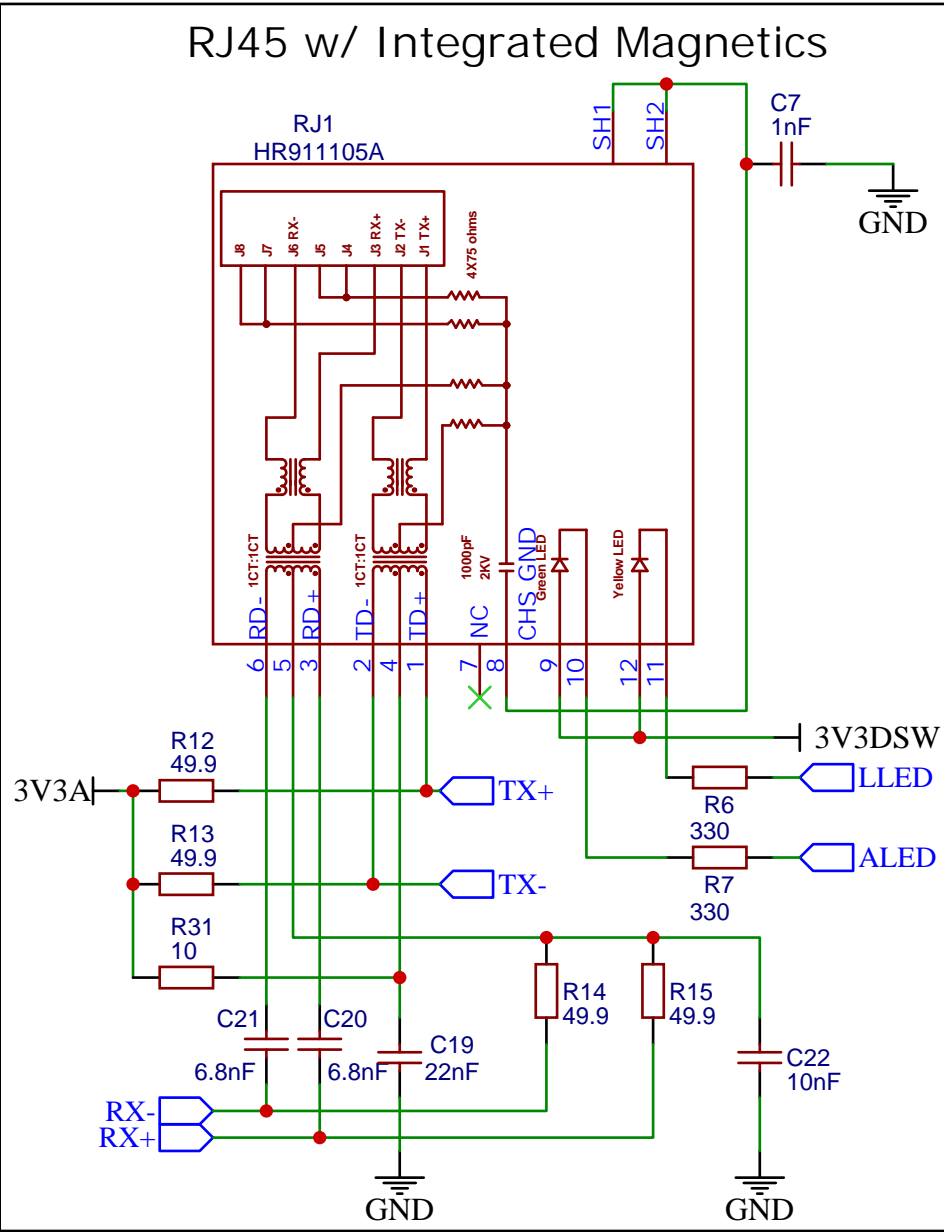 RJ45 w/ Integrated Magnetics
RJ1
HR911105A
SH1
SH2
C7
1nF
GND
J8
J7
J6 RX-
J5
J4
J3 RX+
J2 TX-
J1 TX+
4X75 ohms
1CT:1CT
1CT:1CT
1000pF
2KV
Green LED
Yellow LED
RD-
RD+
TD-
TD+
NC
CHS GND
6
5
3
2
4
1
7
8
9
10
12
11
3V3DSW
R12
49.9
3V3A
TX+
R6
330
LLED
R13
49.9
TX-
R7
330
ALED
R31
10
R14
49.9
R15
49.9
C21
6.8nF
C20
6.8nF
C19
22nF
C22
10nF
RX-
RX+
GND
GND